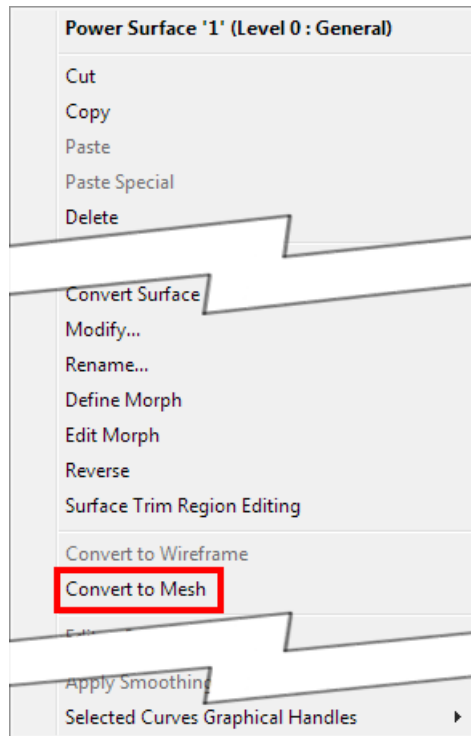 Power Surface '1' (Level 0 : General)
Cut
Copy
Paste
Paste Special
Delete
Convert Surface
Modify...
Rename...
Define Morph
Edit Morph
Reverse
Surface Trim Region Editing
Convert to Wireframe
Convert to Mesh
Apply Smoothing
Selected Curves Graphical Handles